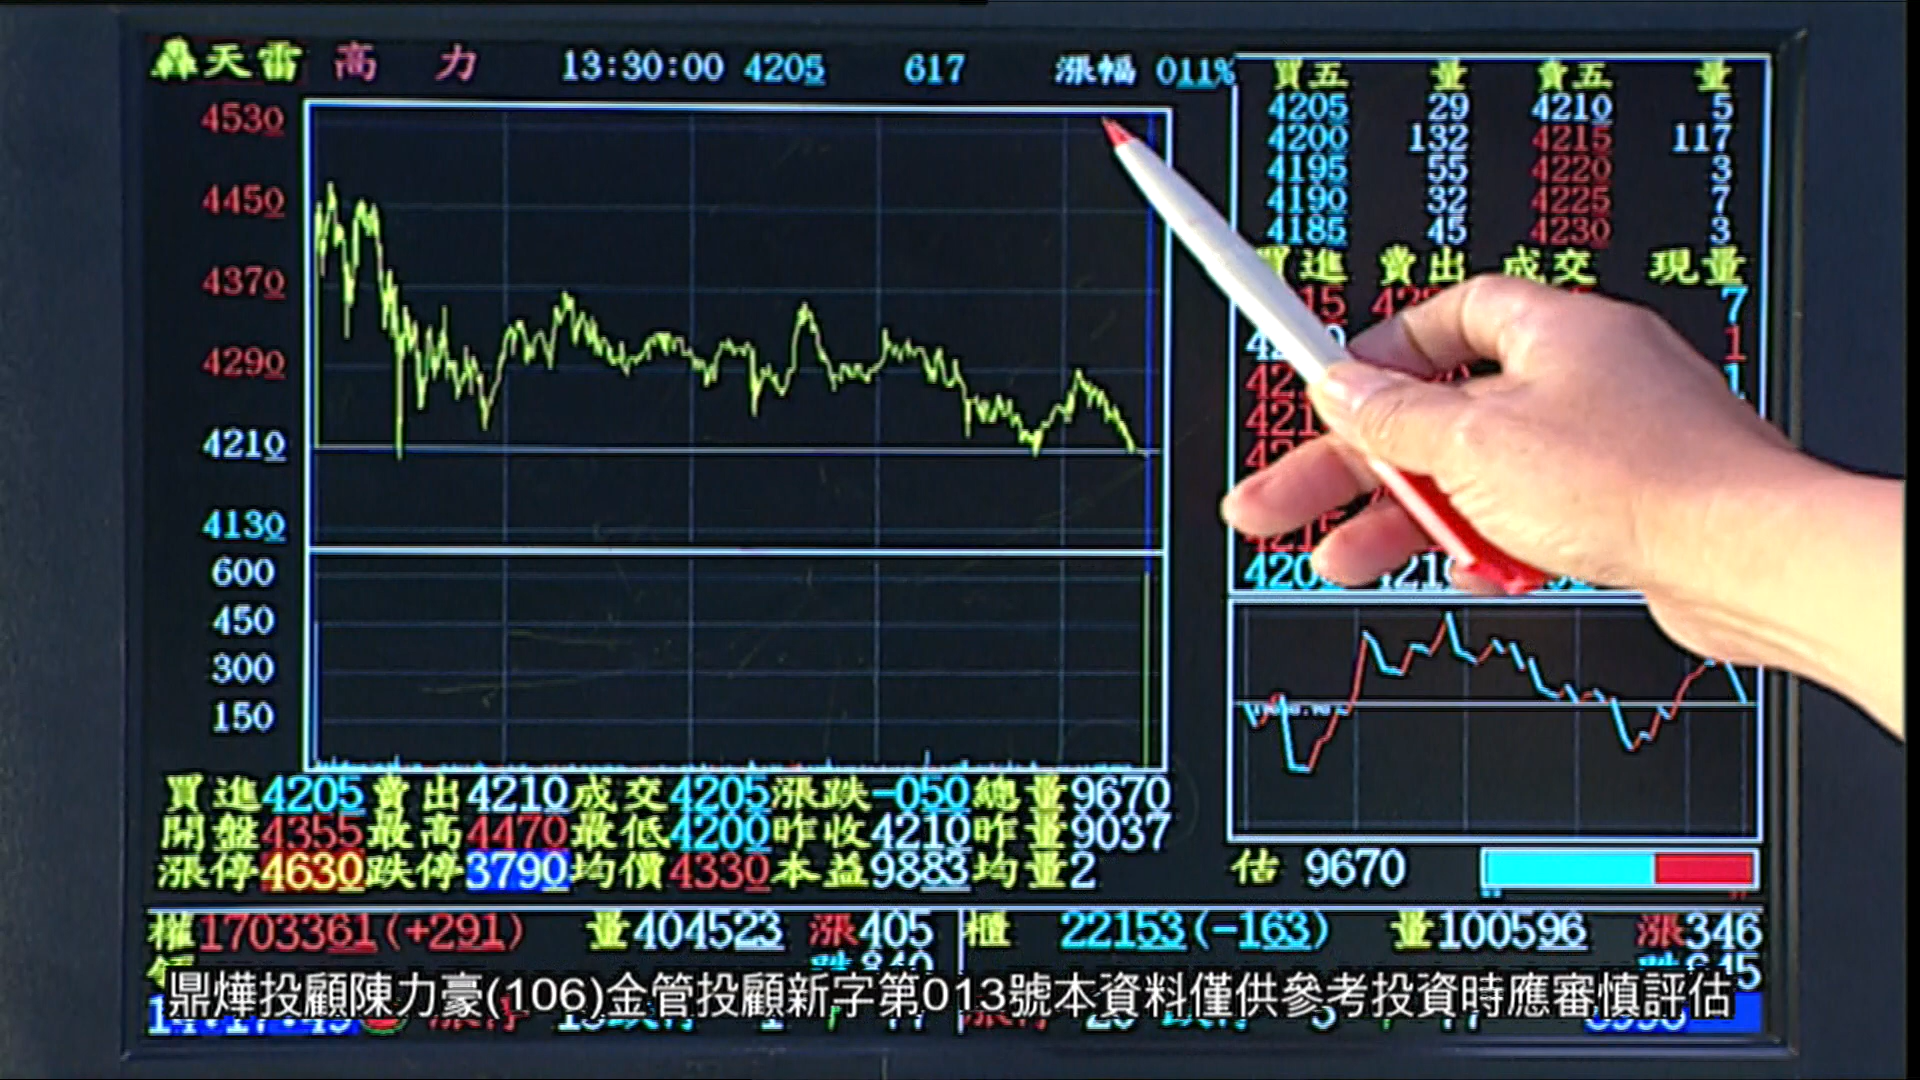 轟天雷 高 力 13:30:00 4205 617 漲幅 011%
4530
4450
4370
4290
4210
4130
600
450
300
150
買五 量 賣五 量
4205 29 4210 5
4200 132 4215 117
4195 55 4220 3
4190 32 4225 7
4185 45 4230 3
買進 賣出 成交 現量
7
1
1
買進4205賣出4210成交4205漲跌-050總量9670
開盤4355最高4470最低4200昨收4210昨量9037
漲停4630跌停3790均價4330本益9883均量2
估 9670
權1703361(+291) 量404523 漲405 櫃 22153(-163) 量100596 漲346
鼎燁投顧陳力豪(106)金管投顧新字第013號本資料僅供參考投資時應審慎評估